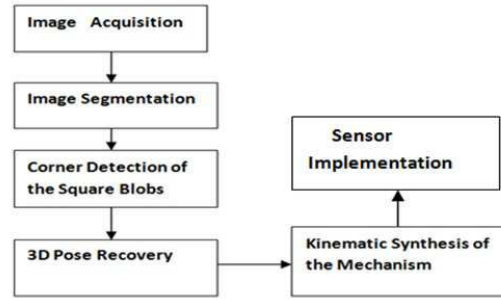 Image Acquisition
Image Segmentation
Corner Detection of
the Square Blobs
3D Pose Recovery
Kinematic Synthesis of
the Mechanism
Sensor
Implementation